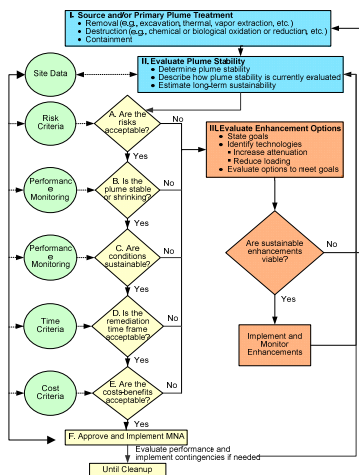 I. Source and/or Primary Plume Treatment
• Removal (e.g., excavation, thermal, vapor extraction, etc.)
• Destruction (e.g., chemical or biological oxidation or reduction, etc.)
• Containment
Site Data
II. Evaluate Plume Stability
• Determine plume stability
• Describe how plume stability is currently evaluated
• Estimate long-term sustainability
Risk
Criteria
A. Are the
risks
acceptable?
No
Yes
III. Evaluate Enhancement Options
• State goals
• Identify technologies
▪ Increase attenuation
▪ Reduce loading
• Evaluate options to meet goals
Performanc
e
Monitoring
B. Is the
plume stable
or shrinking?
No
Yes
Performanc
e
Monitoring
C. Are
conditions
sustainable?
No
Yes
Are sustainable
enhancements
viable?
No
Yes
Time
Criteria
D. Is the
remediation
time frame
acceptable?
No
Yes
Implement and
Monitor
Enhancements
Cost
Criteria
E. Are the
costs-benefits
acceptable?
No
Yes
F. Approve and Implement MNA
Evaluate performance and
implement contingencies if needed
Until Cleanup